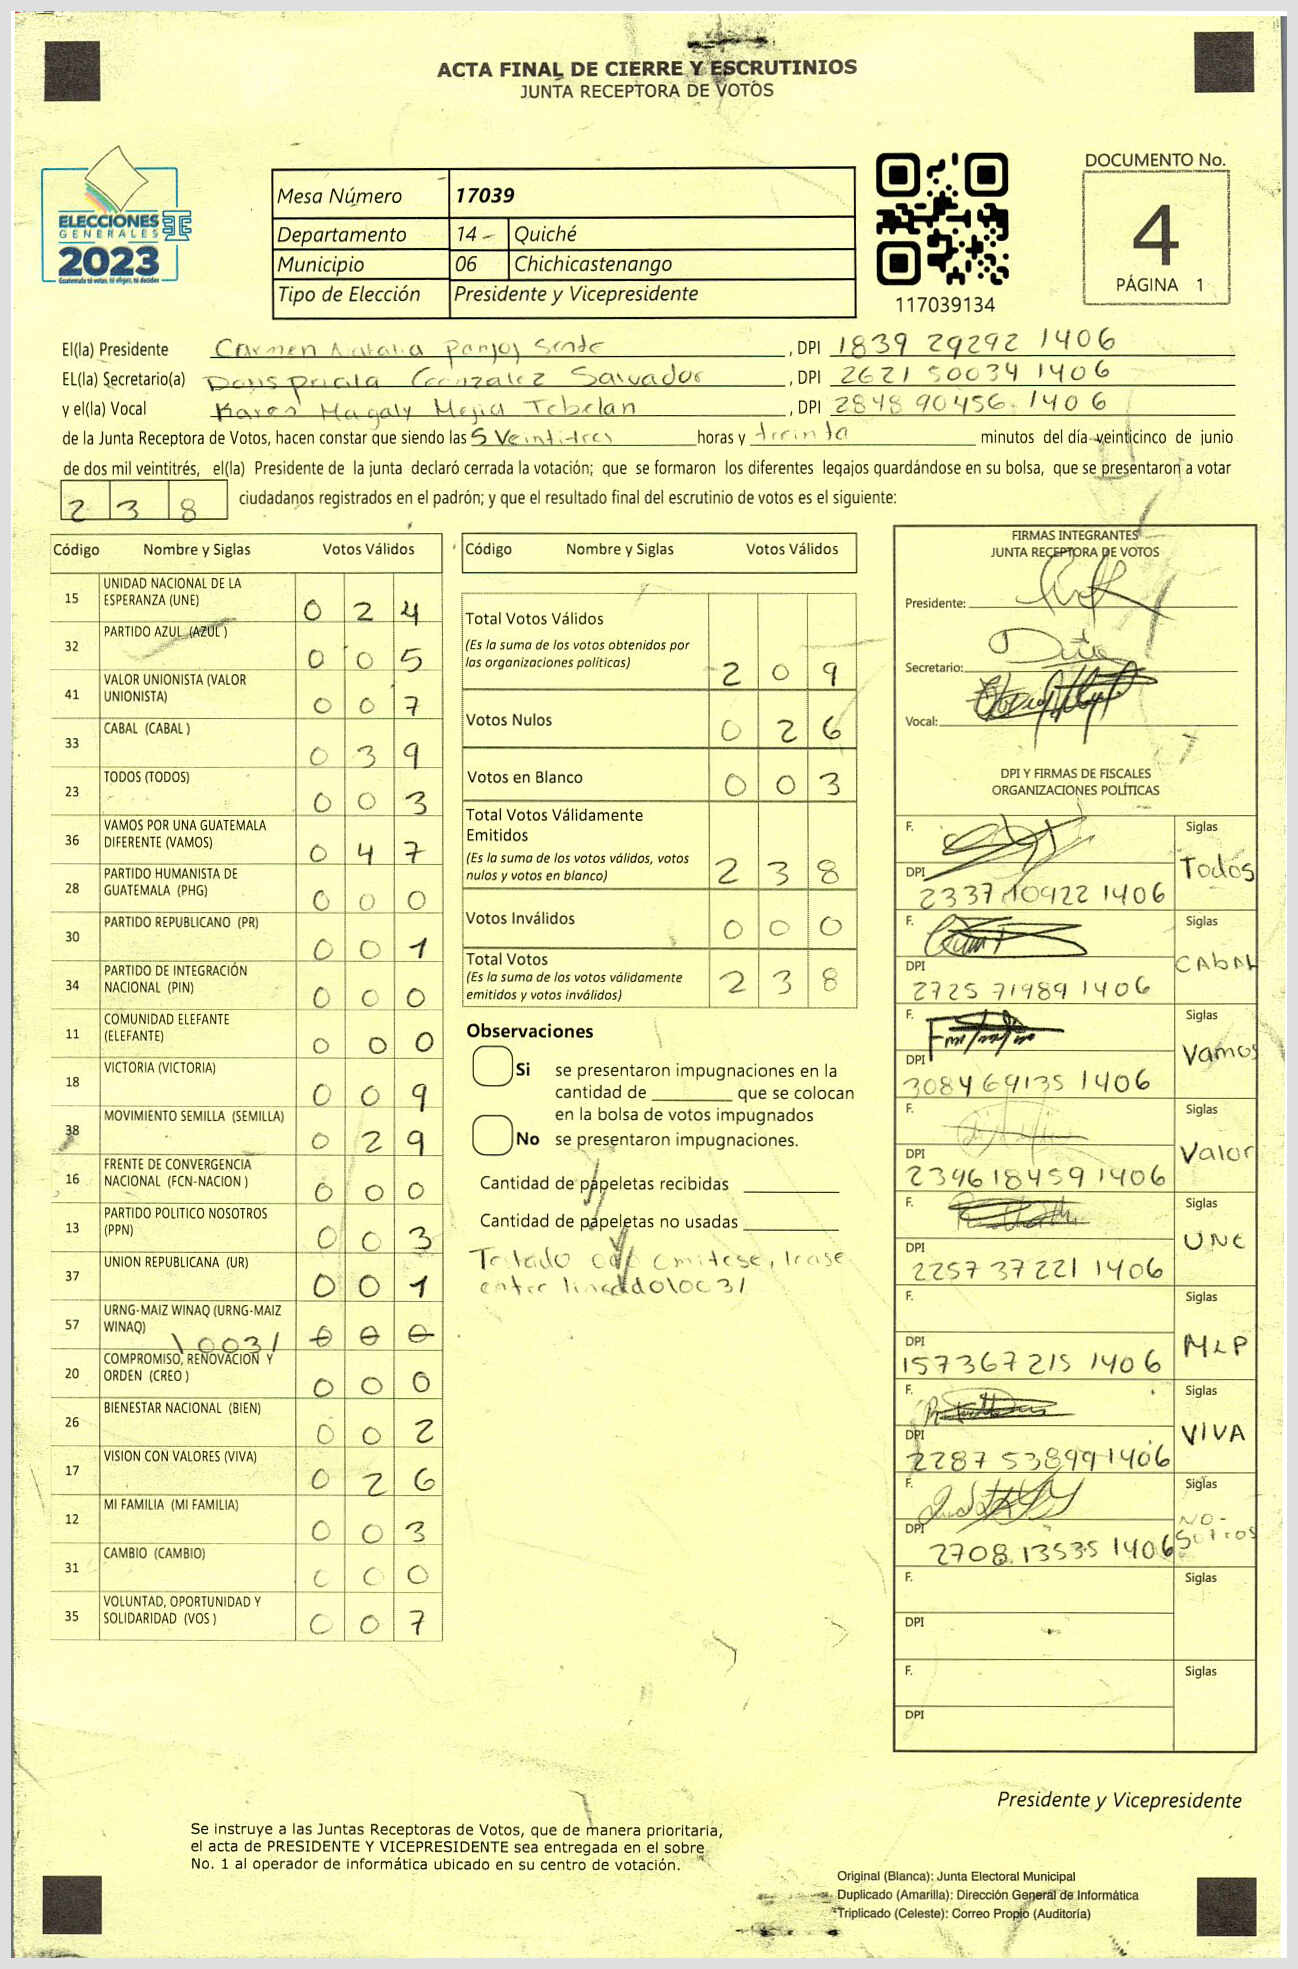 ACTA FINAL DE CIERRE Y ESCRUTINIOS
JUNTA RECEPTORA DE VOTOS
ELECCIONES
GENERALES
2023
Guatemala tú votas, tú eliges, tú decides
Mesa Número 17039
Departamento 14 Quiché
Municipio 06 Chichicastenango
Tipo de Elección Presidente y Vicepresidente
117039134
DOCUMENTO No.
4
PÁGINA 1
El(la) Presidente Carmen Natalia , DPI 1839 29292 1406
EL(la) Secretario(a) Gonzalez Salvador , DPI 2621 50034 1406
y el(la) Vocal Karen Magaly Mejia Tebelan , DPI 2848 90456 1406
de la Junta Receptora de Votos, hacen constar que siendo las Veintitres horas y treinta minutos del día veinticinco de junio
de dos mil veintitrés, el(la) Presidente de la junta declaró cerrada la votación; que se formaron los diferentes legajos quardándose en su bolsa, que se presentaron a votar
238 ciudadanos registrados en el padrón; y que el resultado final del escrutinio de votos es el siguiente:
Código Nombre y Siglas Votos Válidos
15 UNIDAD NACIONAL DE LA
ESPERANZA (UNE) 0 2 4
32 PARTIDO AZUL (AZUL ) 0 0 5
41 VALOR UNIONISTA (VALOR
UNIONISTA) 0 0 7
33 CABAL (CABAL ) 0 3 9
23 TODOS (TODOS) 0 0 3
36 VAMOS POR UNA GUATEMALA
DIFERENTE (VAMOS) 0 4 7
28 PARTIDO HUMANISTA DE
GUATEMALA (PHG) 0 0 0
30 PARTIDO REPUBLICANO (PR) 0 0 1
34 PARTIDO DE INTEGRACIÓN
NACIONAL (PIN) 0 0 0
11 COMUNIDAD ELEFANTE
(ELEFANTE) 0 0 0
18 VICTORIA (VICTORIA) 0 0 9
38 MOVIMIENTO SEMILLA (SEMILLA) 0 2 9
16 FRENTE DE CONVERGENCIA
NACIONAL (FCN-NACION ) 0 0 0
13 PARTIDO POLITICO NOSOTROS
(PPN) 0 0 3
37 UNION REPUBLICANA (UR) 0 0 1
57 URNG-MAIZ WINAQ (URNG-MAIZ
WINAQ) \003/ 0 0 0
20 COMPROMISO, RENOVACION Y
ORDEN (CREO ) 0 0 0
26 BIENESTAR NACIONAL (BIEN) 0 0 2
17 VISION CON VALORES (VIVA) 0 2 6
12 MI FAMILIA (MI FAMILIA) 0 0 3
31 CAMBIO (CAMBIO) 0 0 0
35 VOLUNTAD, OPORTUNIDAD Y
SOLIDARIDAD (VOS ) 0 0 7
Código Nombre y Siglas Votos Válidos
Total Votos Válidos
(Es la suma de los votos obtenidos por
las organizaciones políticas) 2 0 9
Votos Nulos 0 2 6
Votos en Blanco 0 0 3
Total Votos Válidamente
Emitidos
(Es la suma de los votos válidos, votos
nulos y votos en blanco) 2 3 8
Votos Inválidos 0 0 0
Total Votos
(Es la suma de los votos válidamente
emitidos y votos inválidos) 2 3 8
Observaciones
Si se presentaron impugnaciones en la
cantidad de ________ que se colocan
en la bolsa de votos impugnados
No se presentaron impugnaciones.
Cantidad de papeletas recibidas
Cantidad de papeletas no usadas
Testado omitese, lease
entre lineado\003/
FIRMAS INTEGRANTES
JUNTA RECEPTORA DE VOTOS
Presidente:
Secretario:
Vocal:
DPI Y FIRMAS DE FISCALES
ORGANIZACIONES POLÍTICAS
F. Siglas
Todos
DPI 2337 10922 1406
F. Siglas
CAbAL
DPI 2725 71989 1406
F. Siglas
Vamos
DPI 3084 69135 1406
F. Siglas
Valor
DPI 2396 18459 1406
F. Siglas
UNE
DPI 2257 37221 1406
F. Siglas
MLP
DPI 157367215 1406
F. Siglas
VIVA
DPI 2287 53899 1406
F. Siglas
NO-
SOTROS
DPI 2708 13535 1406
F. Siglas
DPI
F. Siglas
DPI
Presidente y Vicepresidente
Se instruye a las Juntas Receptoras de Votos, que de manera prioritaria,
el acta de PRESIDENTE Y VICEPRESIDENTE sea entregada en el sobre
No. 1 al operador de informática ubicado en su centro de votación.
Original (Blanca): Junta Electoral Municipal
Duplicado (Amarilla): Dirección General de Informática
Triplicado (Celeste): Correo Propio (Auditoría)